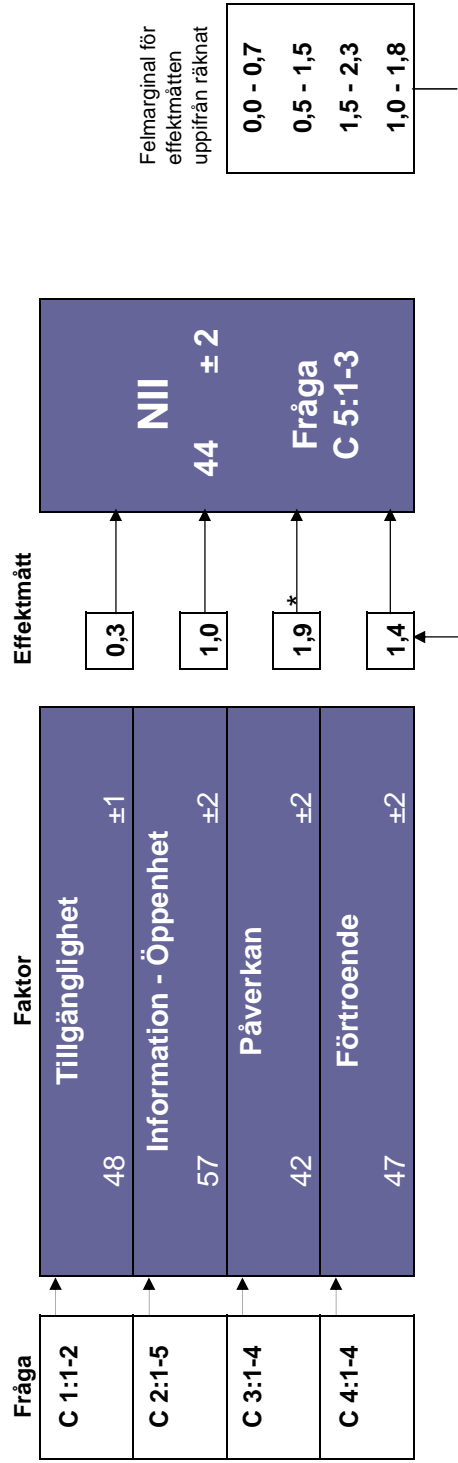 Fråga
Faktor
Effektmått
Felmarginal för
effektmåtten
uppifrån räknat
C 1:1-2
Tillgänglighet
48 ±1
0,3
C 2:1-5
Information - Öppenhet
57 ±2
1,0
C 3:1-4
Påverkan
42 ±2
1,9 *
C 4:1-4
Förtroende
47 ±2
1,4
NII
44 ± 2
Fråga
C 5:1-3
0,0 - 0,7
0,5 - 1,5
1,5 - 2,3
1,0 - 1,8